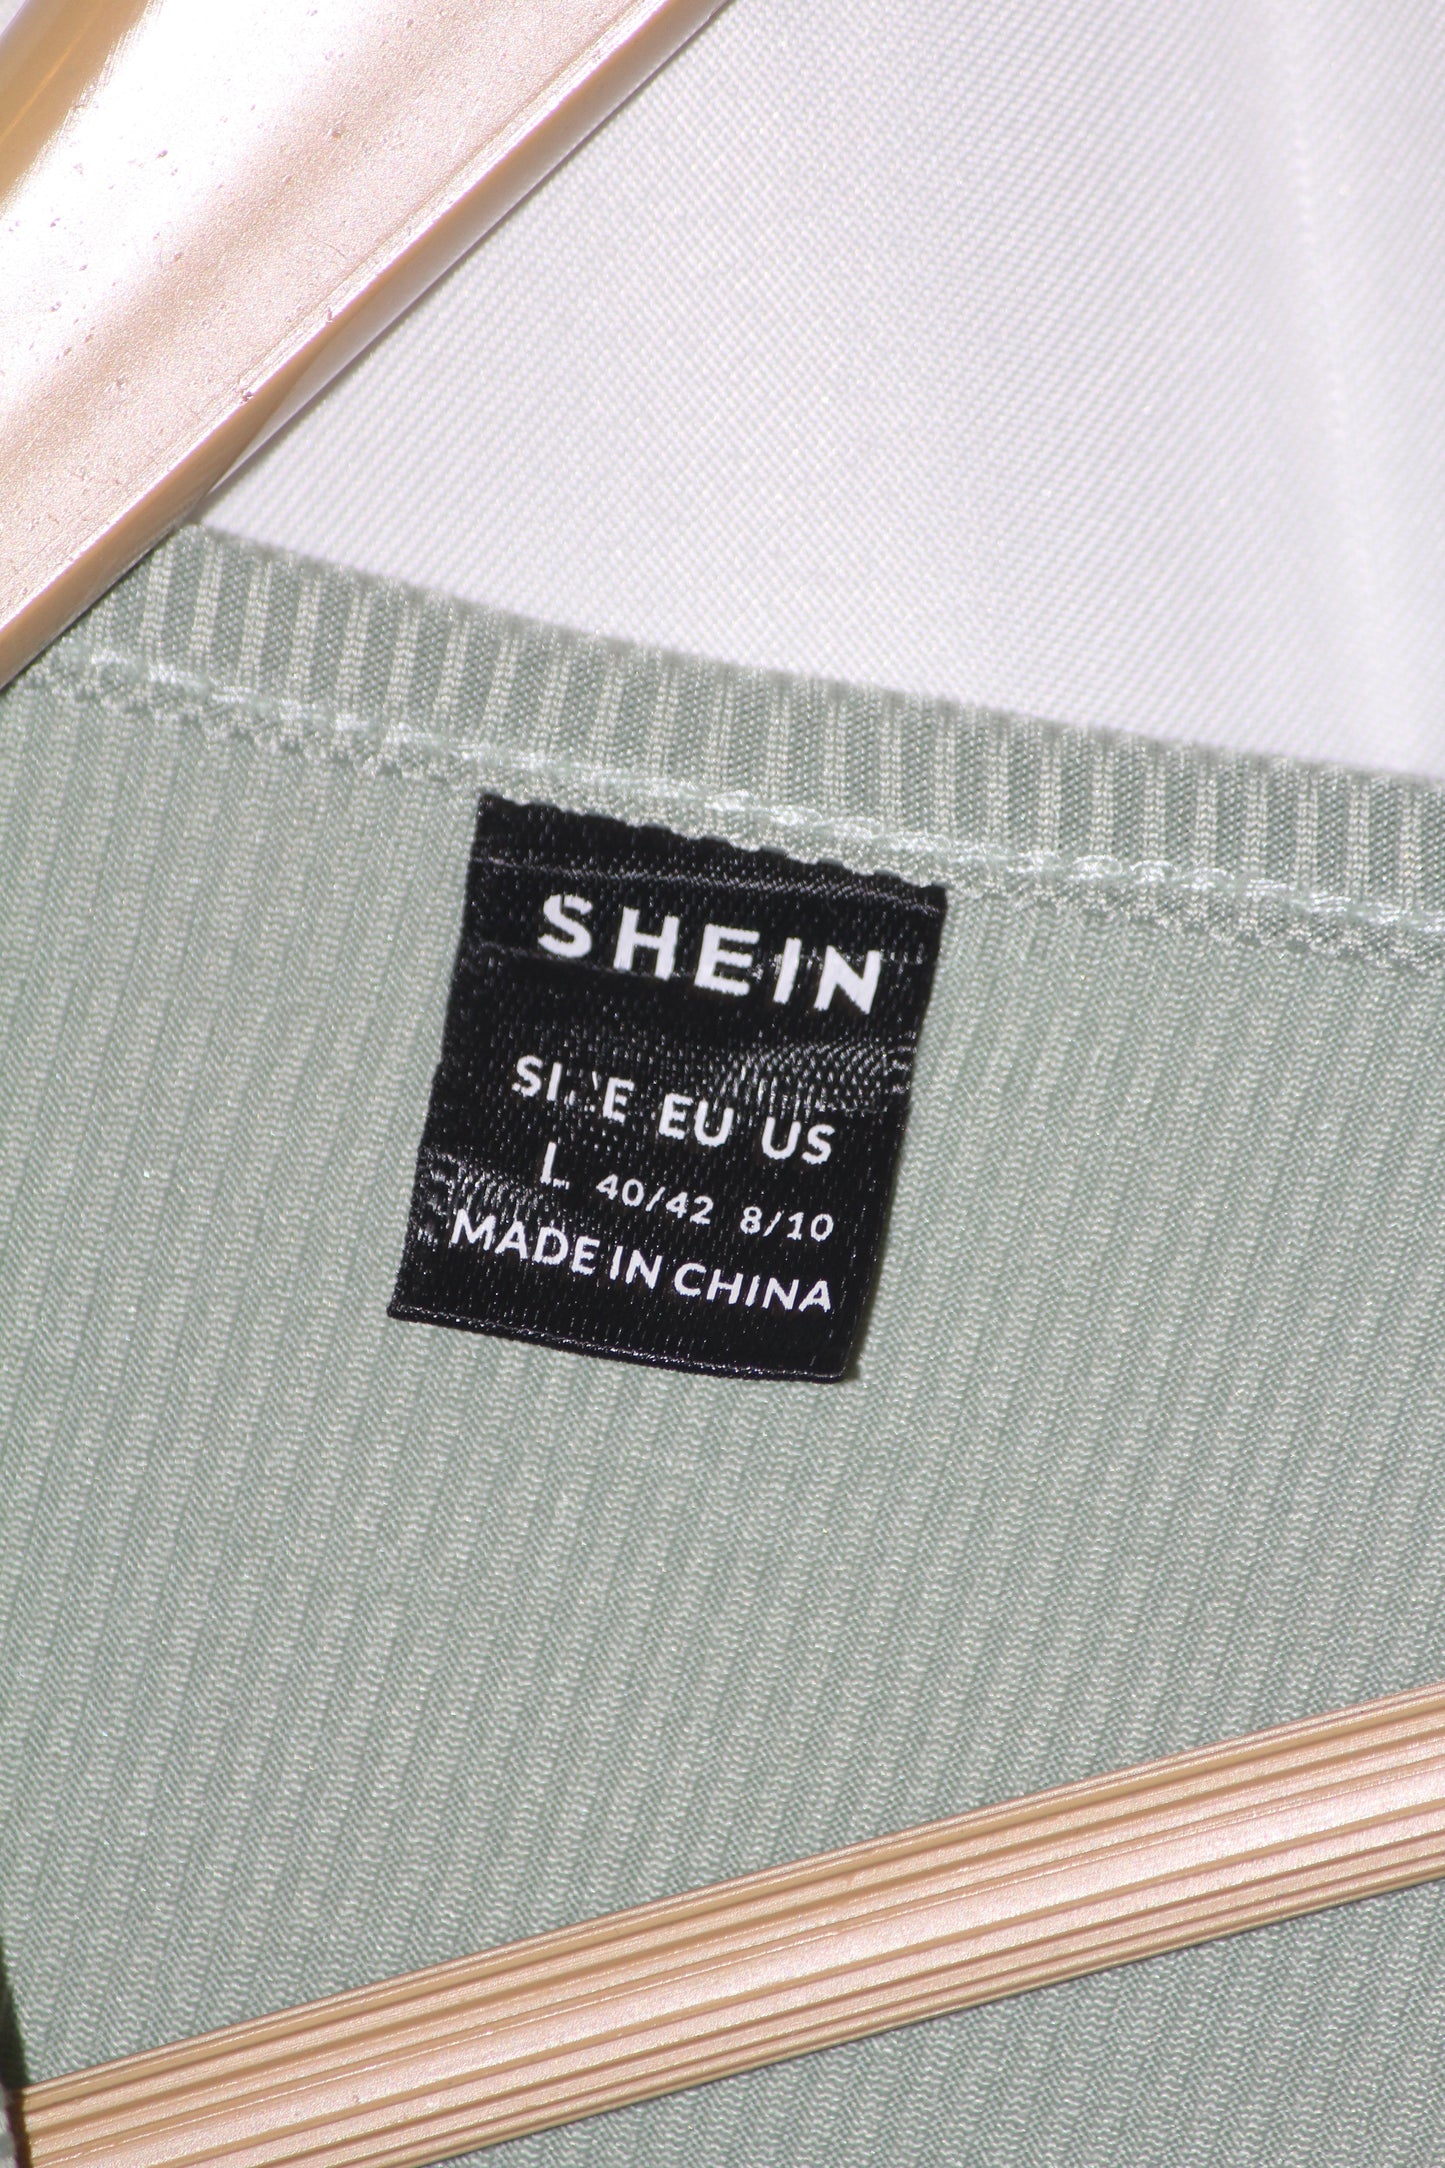 SHEIN
SIZE EU US
L 40/42 8/10
MADE IN CHINA